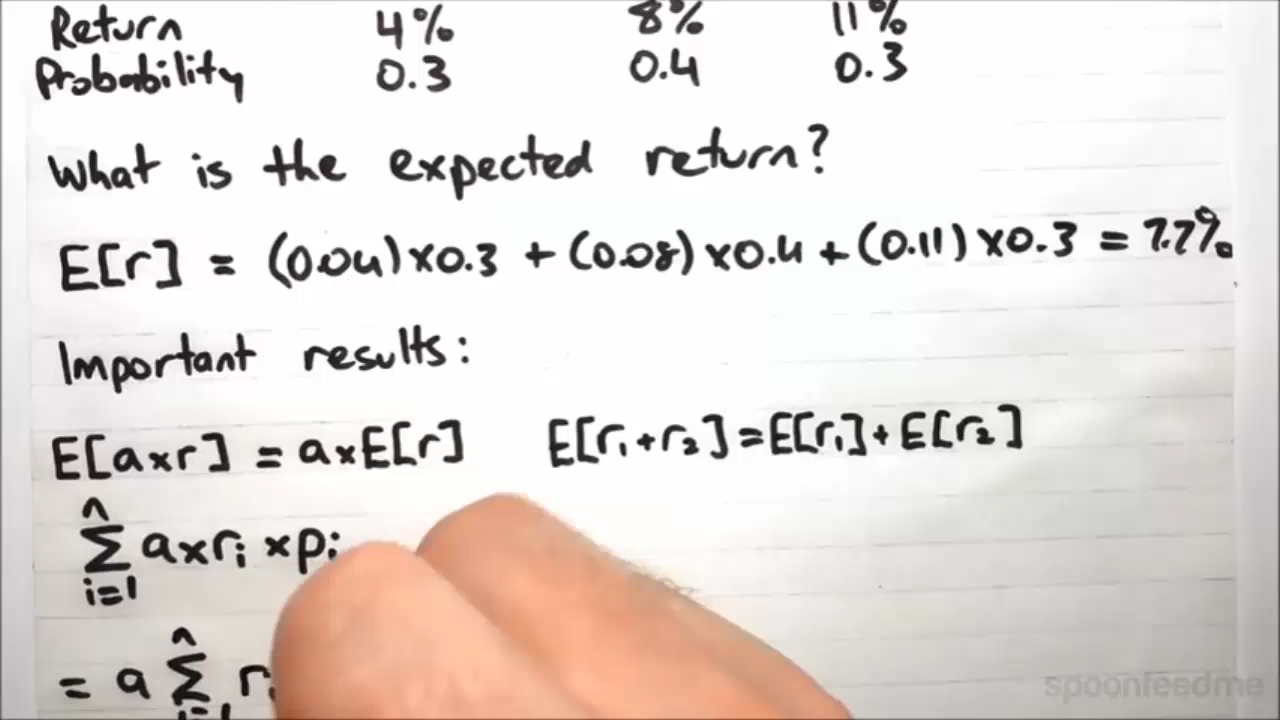 Return 4% 8% 11%
Probability 0.3 0.4 0.3
What is the expected return?
E[r] = (0.04)×0.3 + (0.08)×0.4 + (0.11)×0.3 = 7.7%
Important results:
E[a×r] = a×E[r] E[r₁+r₂]=E[r₁]+E[r₂]
n
Σ a×rᵢ ×pᵢ
i=1
n
= a Σ rᵢ
i=1
spoonfeedme